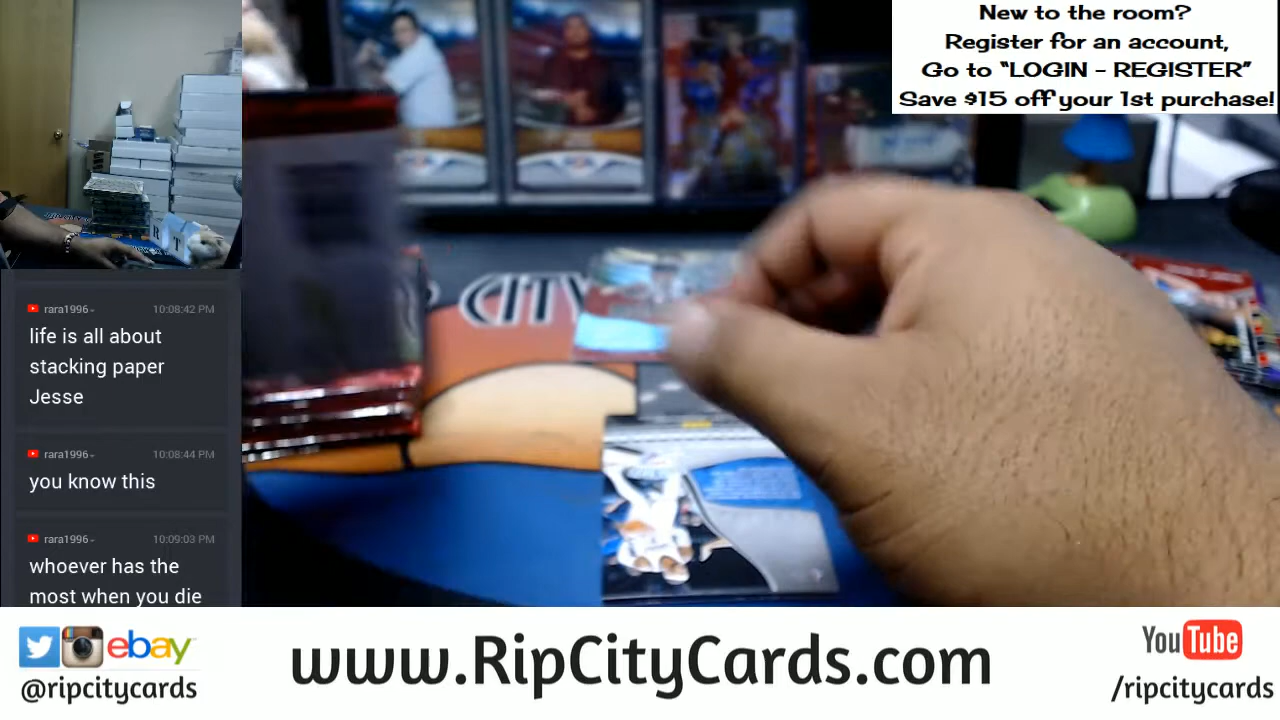 New to the room?
Register for an account,
Go to “LOGIN - REGISTER”
Save $15 off your 1st purchase!
R T
rara1996 10:08:42 PM
life is all about
stacking paper
Jesse
rara1996 10:08:44 PM
you know this
rara1996 10:09:03 PM
whoever has the
most when you die
CITY
ebay
@ripcitycards
www.RipCityCards.com
YouTube
/ripcitycards